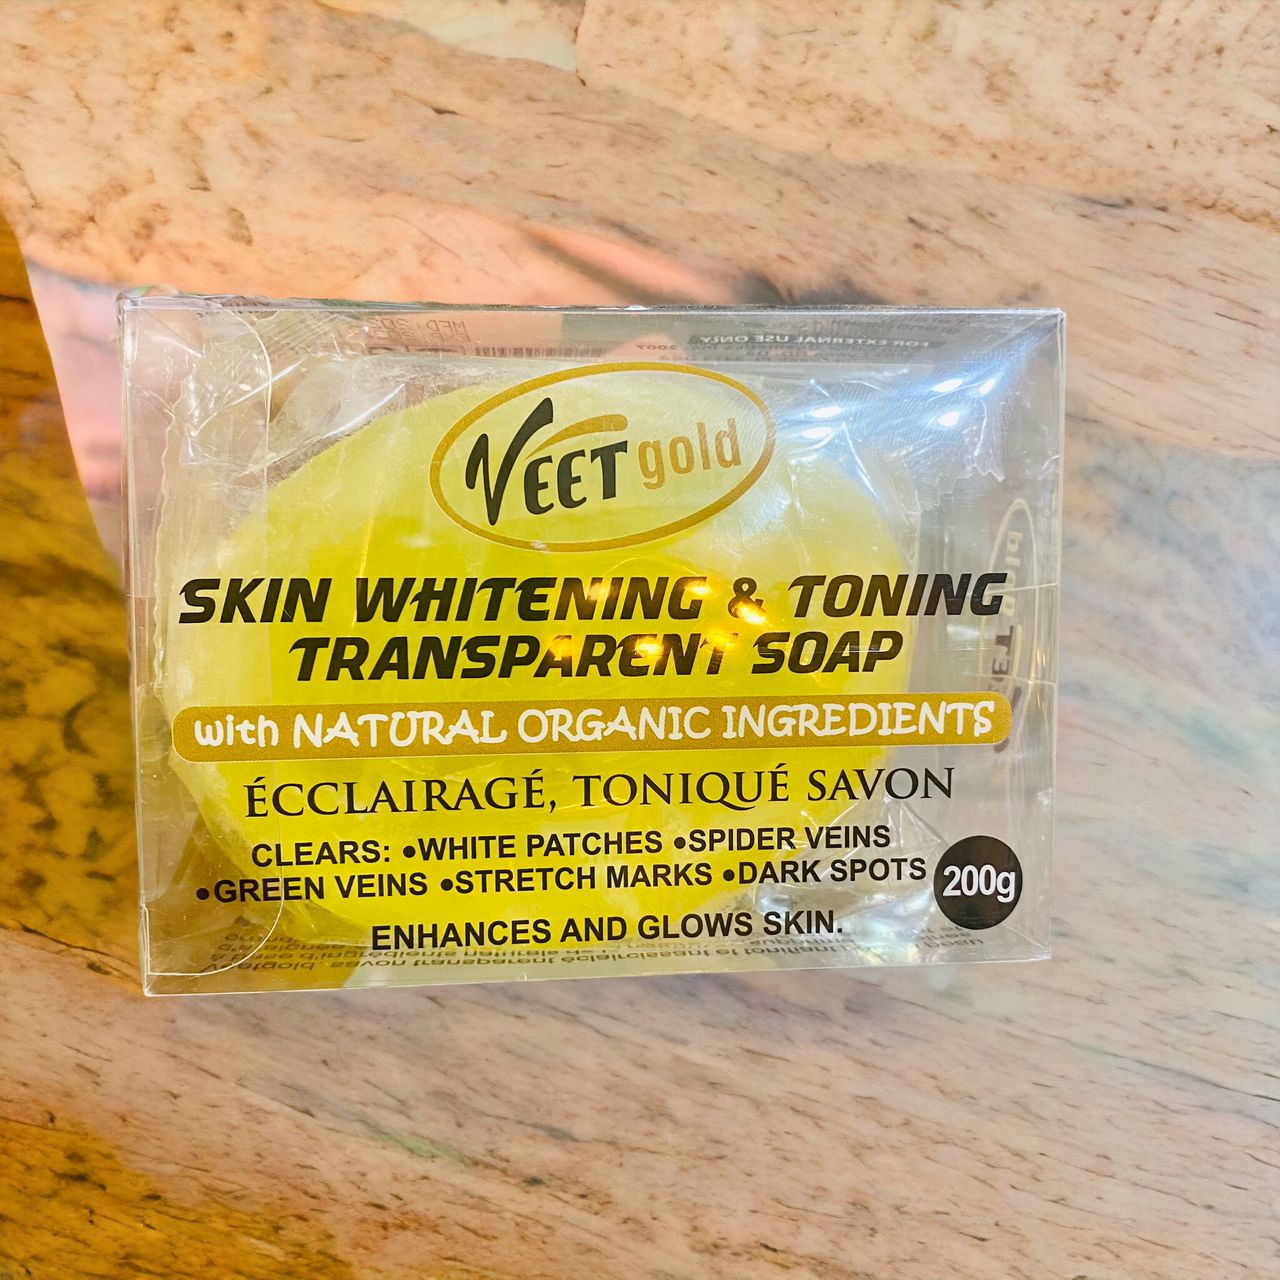 VEET gold
SKIN WHITENING & TONING
TRANSPARENT SOAP
with NATURAL ORGANIC INGREDIENTS
ÉCCLAIRAGÉ, TONIQUÉ SAVON
CLEARS: •WHITE PATCHES •SPIDER VEINS
•GREEN VEINS •STRETCH MARKS •DARK SPOTS
200g
ENHANCES AND GLOWS SKIN.
FOR EXTERNAL USE ONLY